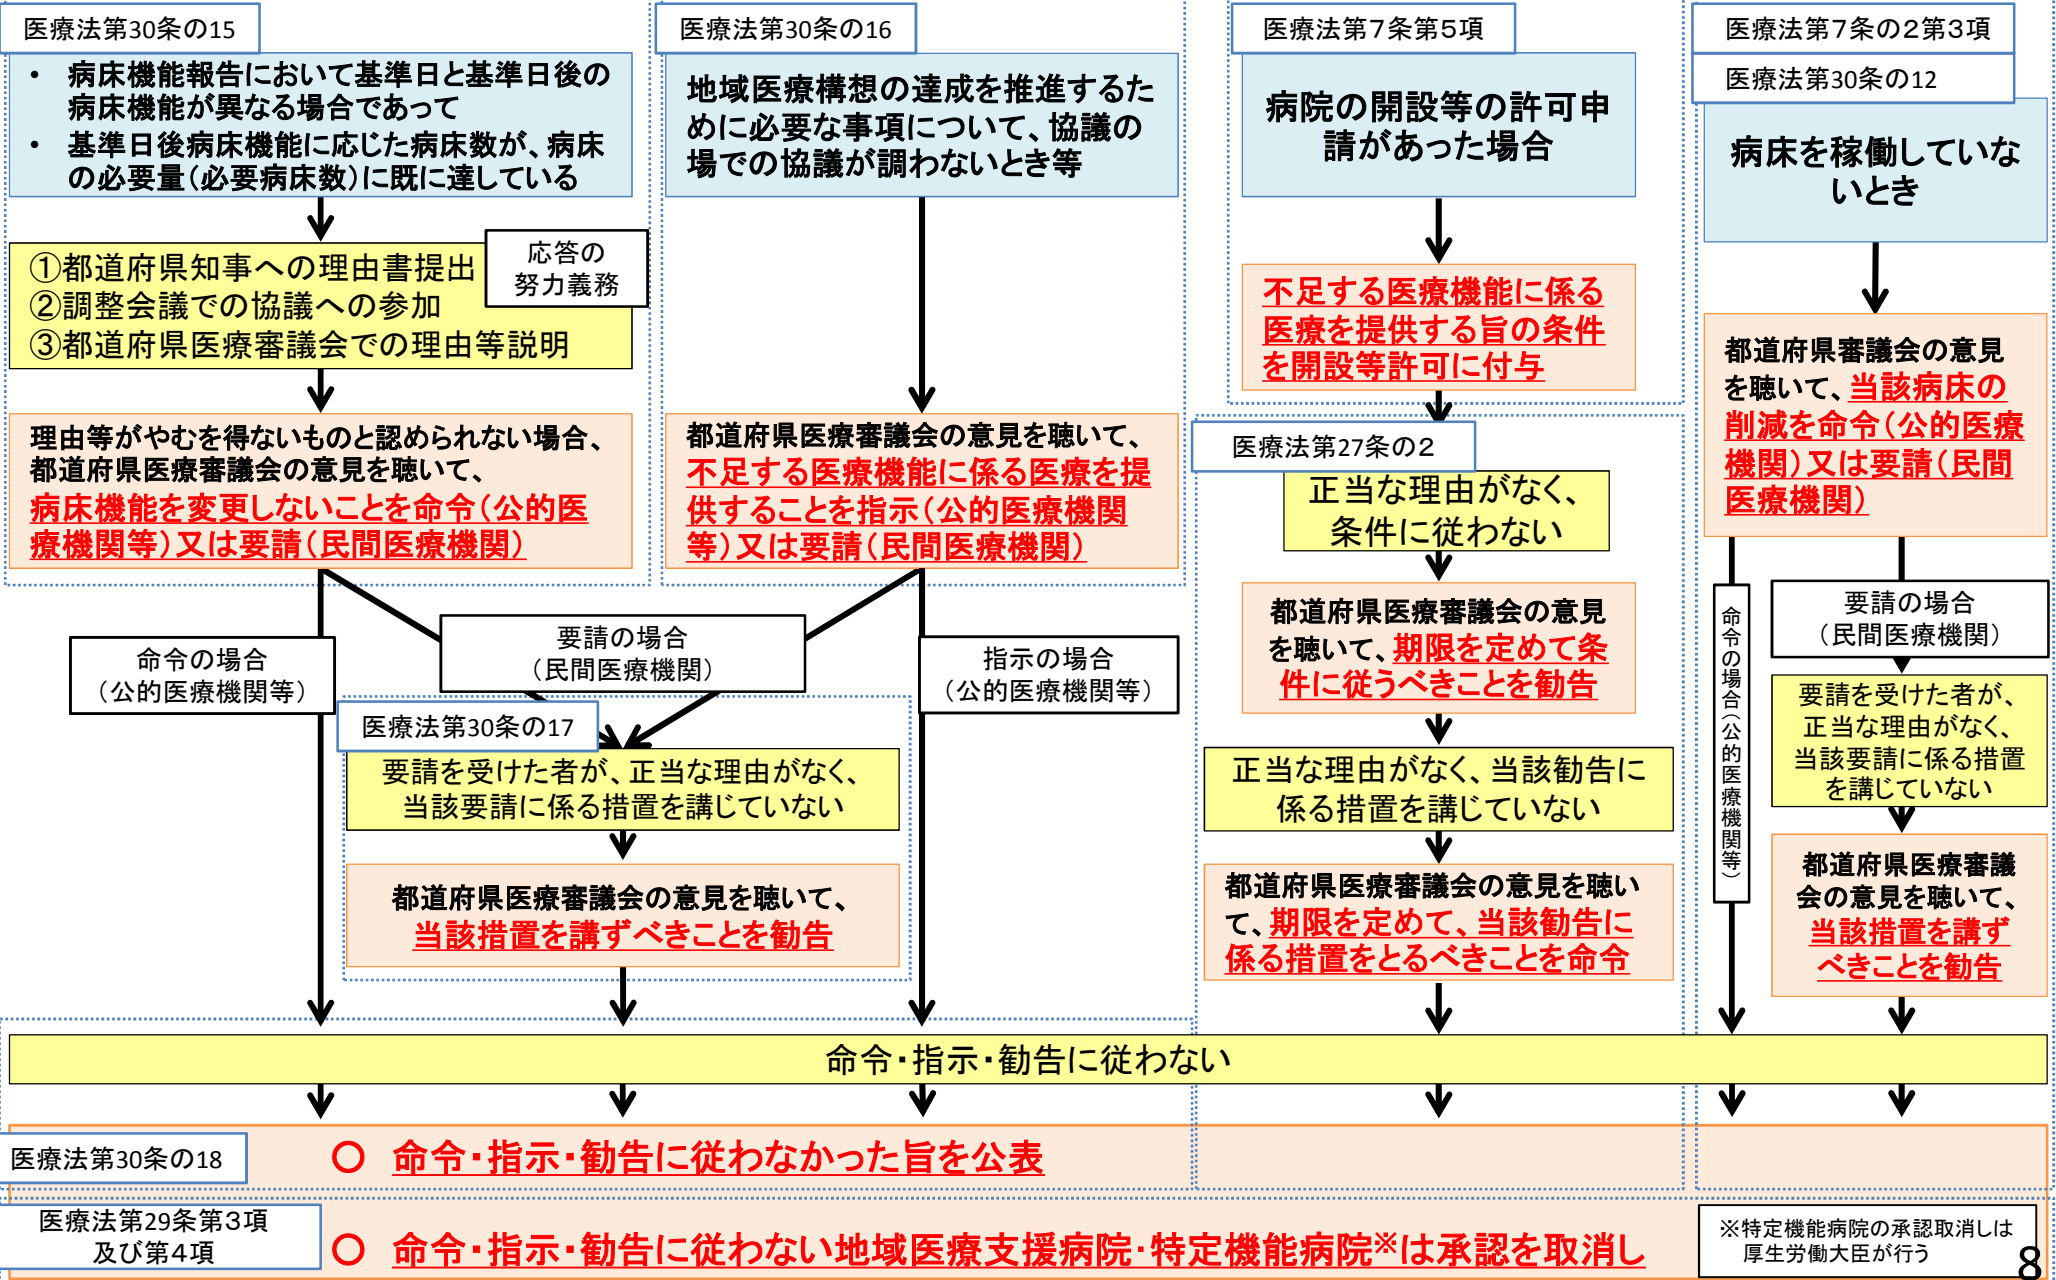 医療法第30条の15
・ 病床機能報告において基準日と基準日後の
病床機能が異なる場合であって
・ 基準日後病床機能に応じた病床数が、病床
の必要量(必要病床数)に既に達している
①都道府県知事への理由書提出
②調整会議での協議への参加
③都道府県医療審議会での理由等説明
応答の
努力義務
理由等がやむを得ないものと認められない場合、
都道府県医療審議会の意見を聴いて、
病床機能を変更しないことを命令(公的医
療機関等)又は要請(民間医療機関)
医療法第30条の16
地域医療構想の達成を推進するた
めに必要な事項について、協議の
場での協議が調わないとき等
都道府県医療審議会の意見を聴いて、
不足する医療機能に係る医療を提
供することを指示(公的医療機関
等)又は要請(民間医療機関)
命令の場合
(公的医療機関等)
要請の場合
(民間医療機関)
指示の場合
(公的医療機関等)
医療法第30条の17
要請を受けた者が、正当な理由がなく、
当該要請に係る措置を講じていない
都道府県医療審議会の意見を聴いて、
当該措置を講ずべきことを勧告
医療法第7条第5項
病院の開設等の許可申
請があった場合
不足する医療機能に係る
医療を提供する旨の条件
を開設等許可に付与
医療法第27条の2
正当な理由がなく、
条件に従わない
都道府県医療審議会の意見
を聴いて、期限を定めて条
件に従うべきことを勧告
正当な理由がなく、当該勧告に
係る措置を講じていない
都道府県医療審議会の意見を聴い
て、期限を定めて、当該勧告に
係る措置をとるべきことを命令
医療法第7条の2第3項
医療法第30条の12
病床を稼働していな
いとき
都道府県審議会の意見
を聴いて、当該病床の
削減を命令(公的医療
機関)又は要請(民間
医療機関)
命令の場合(公的医療機関等)
要請の場合
(民間医療機関)
要請を受けた者が、
正当な理由がなく、
当該要請に係る措置
を講じていない
都道府県医療審議
会の意見を聴いて、
当該措置を講ず
べきことを勧告
命令・指示・勧告に従わない
医療法第30条の18
○ 命令・指示・勧告に従わなかった旨を公表
医療法第29条第3項
及び第4項
○ 命令・指示・勧告に従わない地域医療支援病院・特定機能病院※は承認を取消し
※特定機能病院の承認取消しは
厚生労働大臣が行う
8